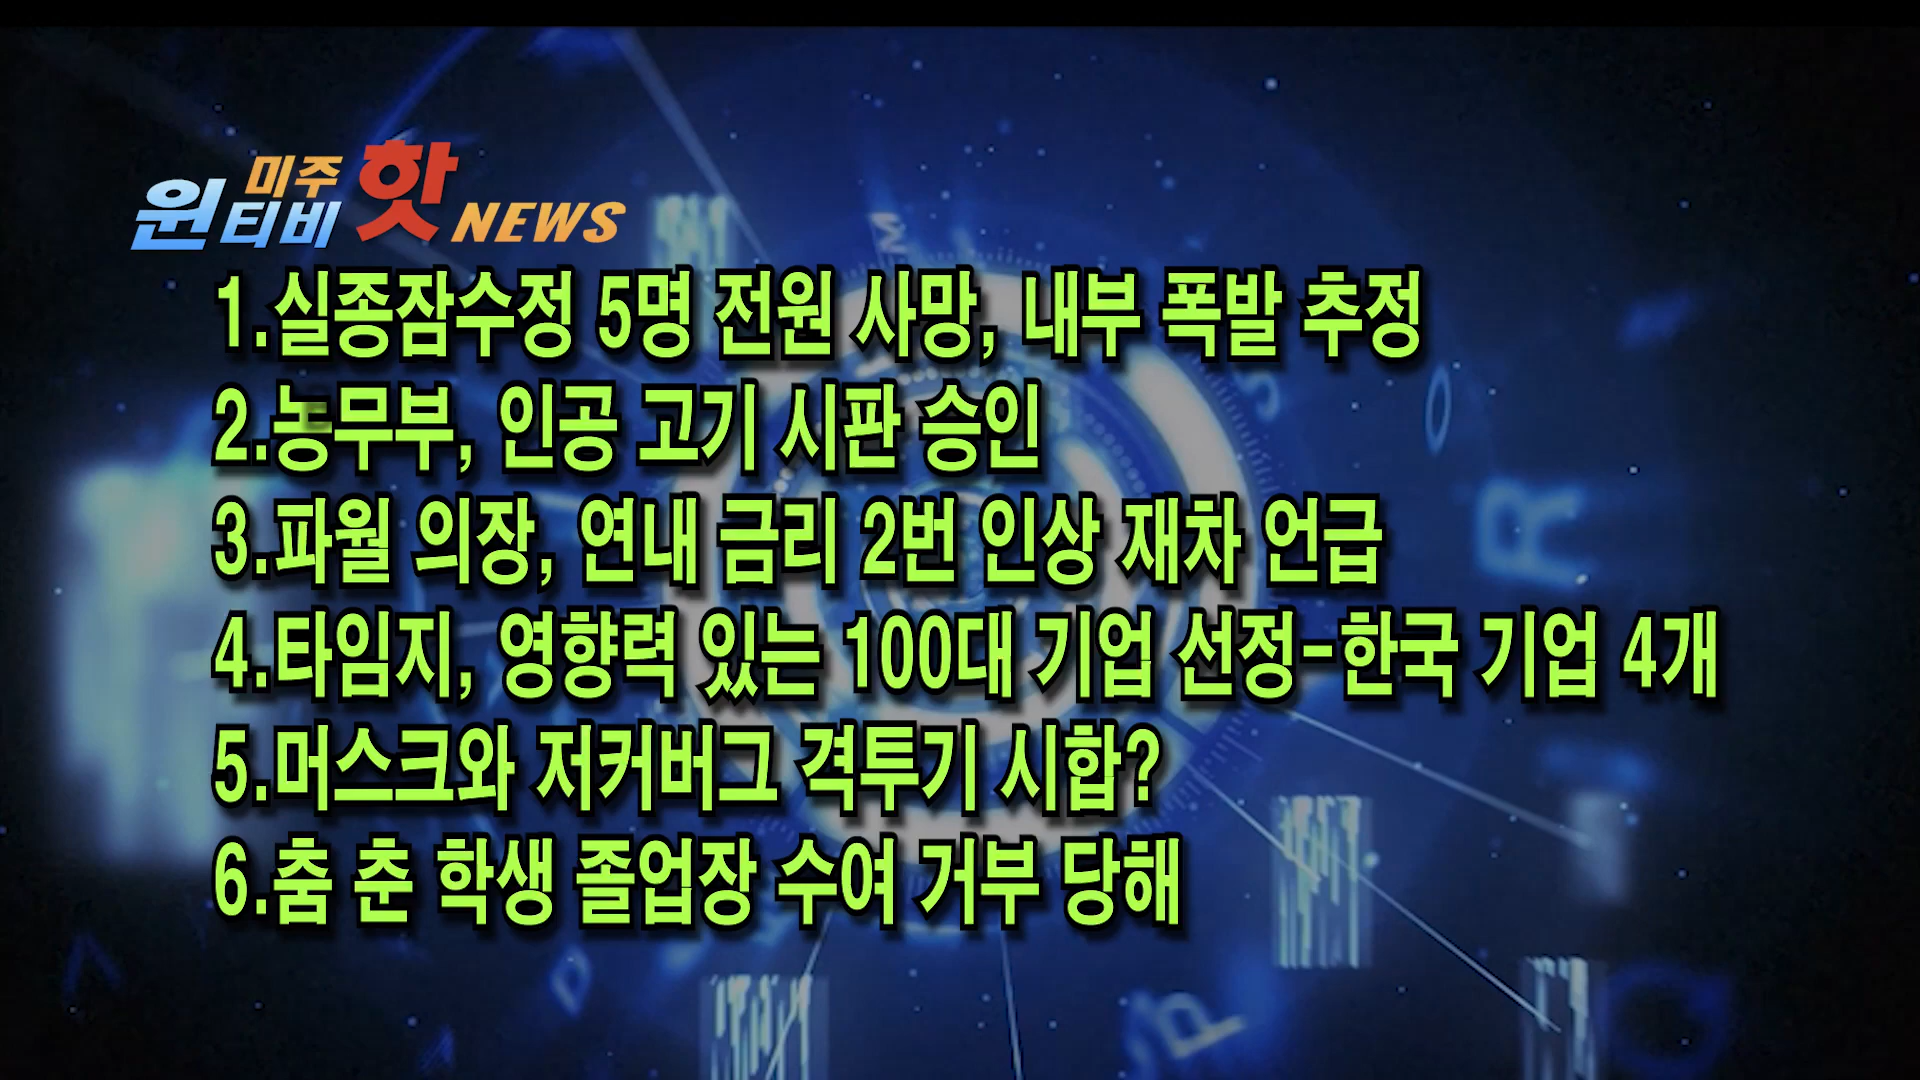 원 미주 티비 핫 NEWS
1.실종잠수정 5명 전원 사망, 내부 폭발 추정
2.농무부, 인공 고기 시판 승인
3.파월 의장, 연내 금리 2번 인상 재차 언급
4.타임지, 영향력 있는 100대 기업 선정-한국 기업 4개
5.머스크와 저커버그 격투기 시합?
6.춤 춘 학생 졸업장 수여 거부 당해